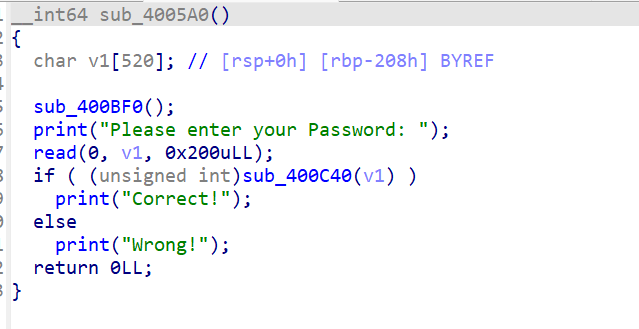 __int64 sub_4005A0()
{
char v1[520]; // [rsp+0h] [rbp-208h] BYREF
sub_400BF0();
print("Please enter your Password: ");
read(0, v1, 0x200uLL);
if ( (unsigned int)sub_400C40(v1) )
print("Correct!");
else
print("Wrong!");
return 0LL;
}